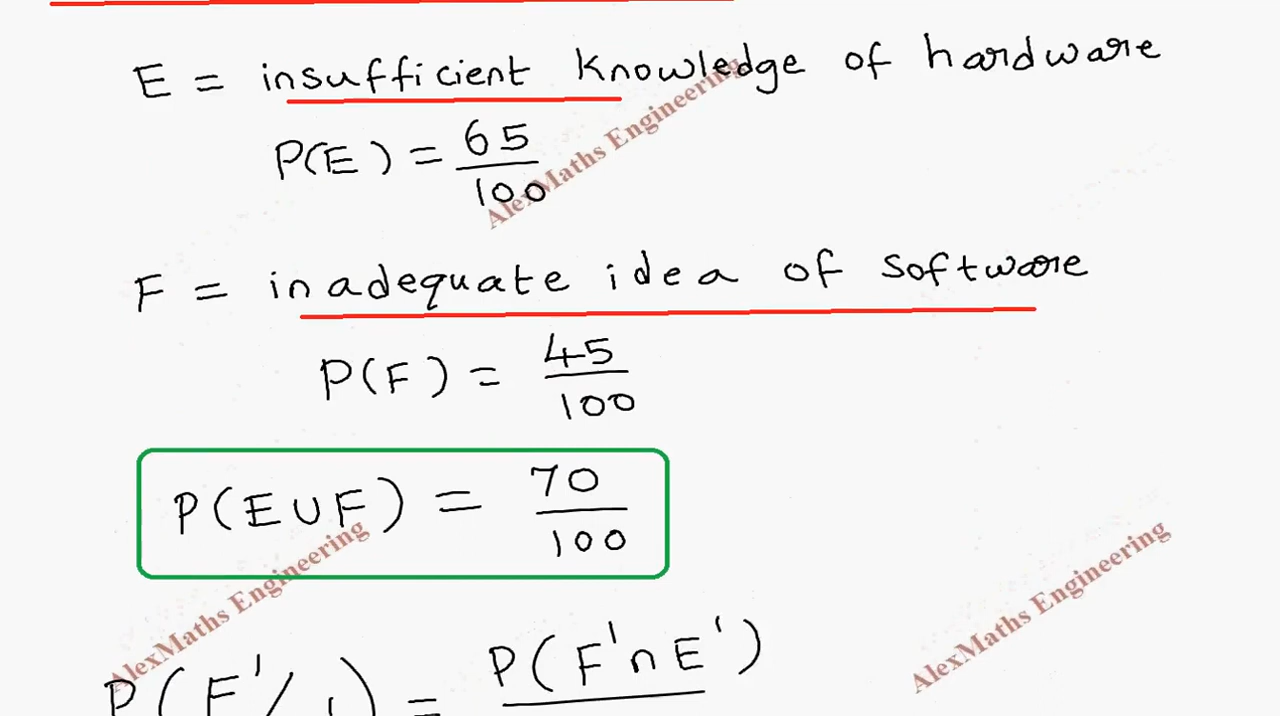 E = insufficient knowledge of hardware
P(E) = 65/100
AlexMaths Engineering
F = inadequate idea of software
P(F) = 45/100
P(E∪F) = 70/100
AlexMaths Engineering
AlexMaths Engineering
P(F'/ ) = P(F'∩E')